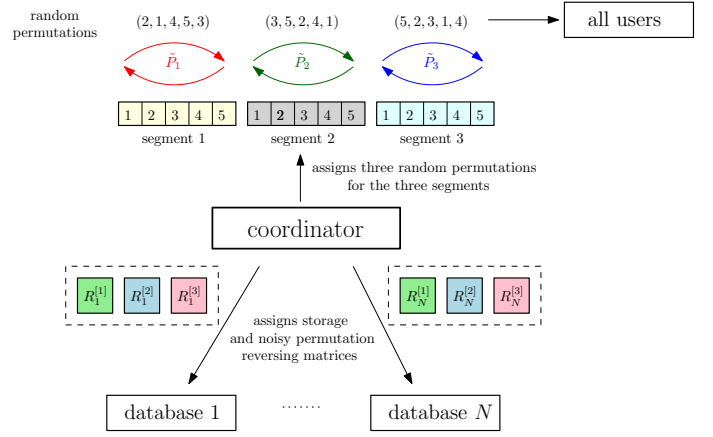 random
permutations
(2, 1, 4, 5, 3) (3, 5, 2, 4, 1) (5, 2, 3, 1, 4) all users
P̃₁ P̃₂ P̃₃
1 2 3 4 5 1 2 3 4 5 1 2 3 4 5
segment 1 segment 2 segment 3
assigns three random permutations
for the three segments
coordinator
R₁^[1] R₁^[2] R₁^[3] R_N^[1] R_N^[2] R_N^[3]
assigns storage
and noisy permutation
reversing matrices
database 1 ....... database N